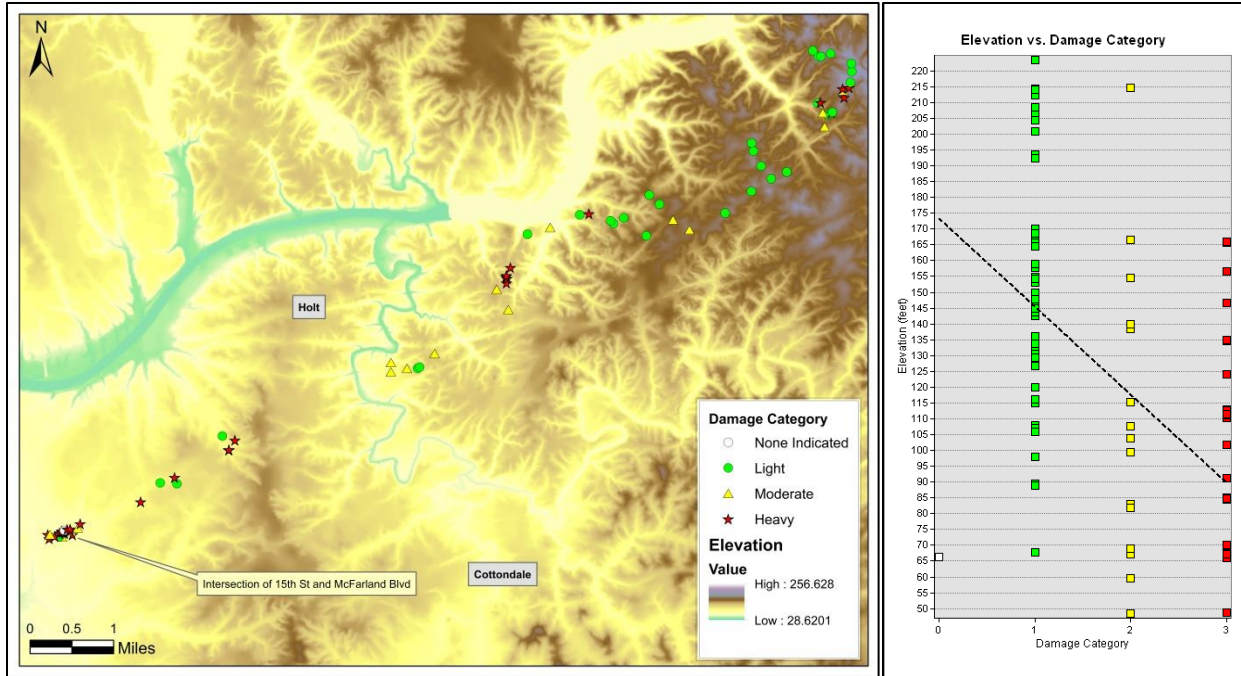 N
Holt
Cottondale
Intersection of 15th St and McFarland Blvd
0 0.5 1
Miles
Damage Category
None Indicated
Light
Moderate
Heavy
Elevation
Value
High : 256.628
Low : 28.6201
Elevation vs. Damage Category
Elevation (feet)
220
215
210
205
200
195
190
185
180
175
170
165
160
155
150
145
140
135
130
125
120
115
110
105
100
95
90
85
80
75
70
65
60
55
50
0 1 2 3
Damage Category